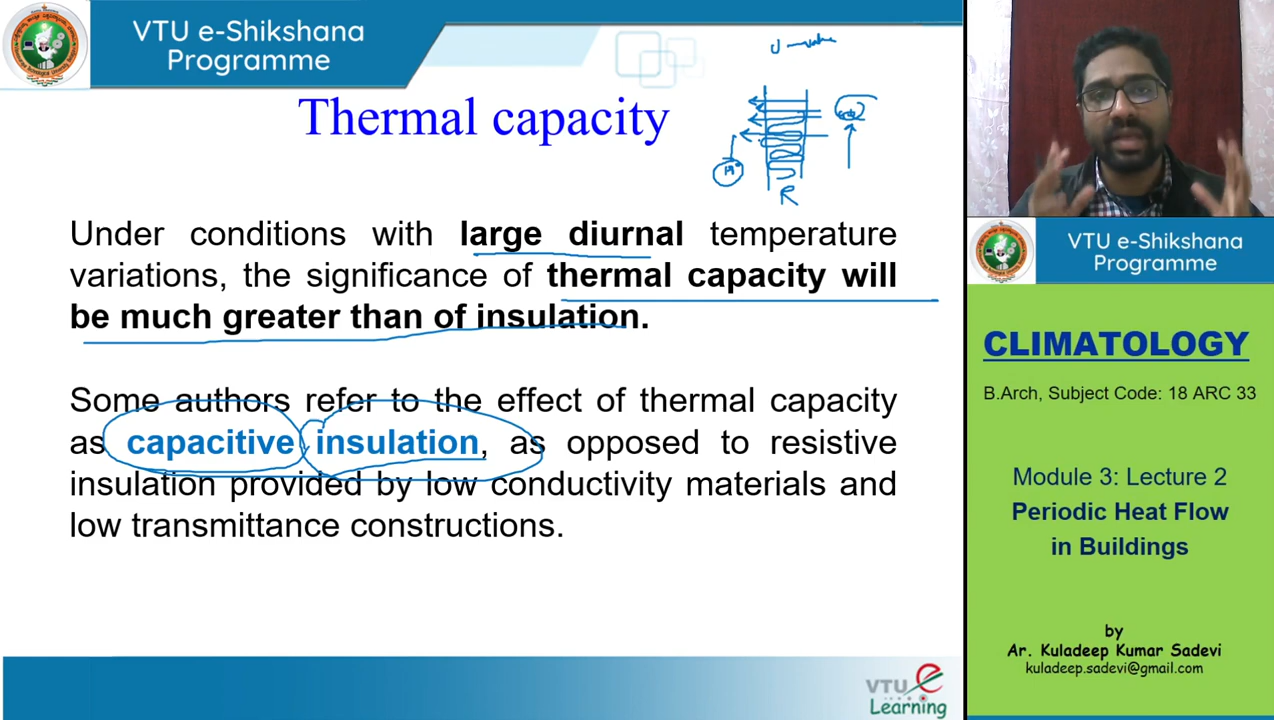 VTU e-Shikshana
Programme
U-value
Thermal capacity
R
Under conditions with large diurnal temperature
variations, the significance of thermal capacity will
be much greater than of insulation.
Some authors refer to the effect of thermal capacity
as capacitive insulation, as opposed to resistive
insulation provided by low conductivity materials and
low transmittance constructions.
VTU e
Learning
VTU e-Shikshana
Programme
CLIMATOLOGY
B.Arch, Subject Code: 18 ARC 33
Module 3: Lecture 2
Periodic Heat Flow
in Buildings
by
Ar. Kuladeep Kumar Sadevi
kuladeep.sadevi@gmail.com